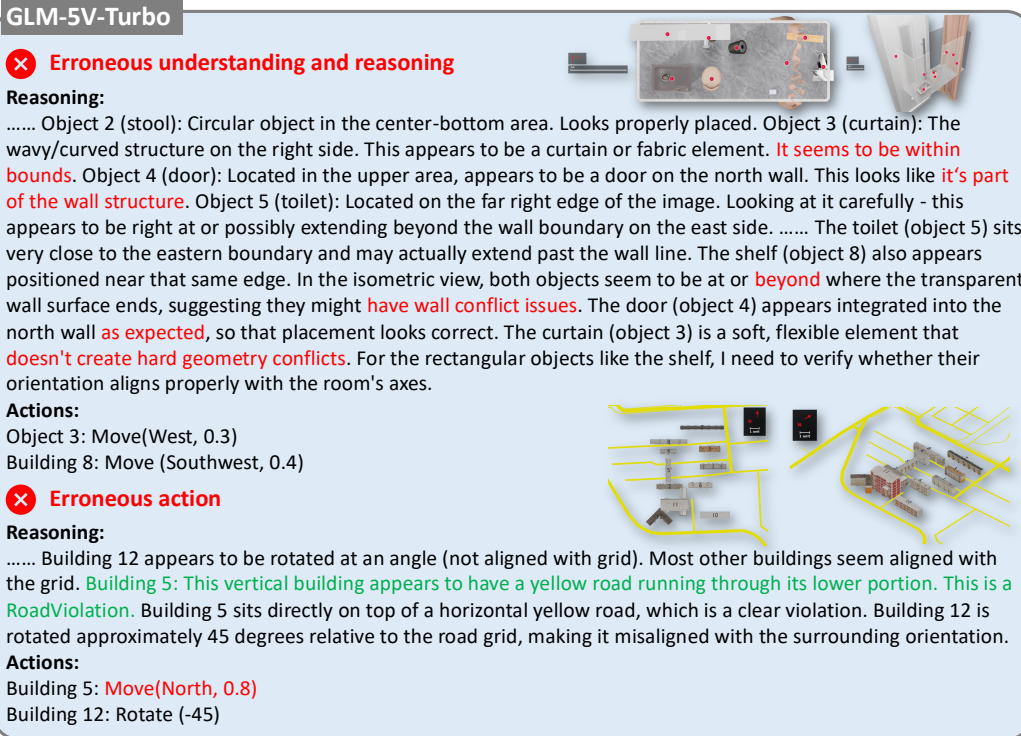 GLM-5V-Turbo
Erroneous understanding and reasoning
Reasoning:
...... Object 2 (stool): Circular object in the center-bottom area. Looks properly placed. Object 3 (curtain): The
wavy/curved structure on the right side. This appears to be a curtain or fabric element. It seems to be within
bounds. Object 4 (door): Located in the upper area, appears to be a door on the north wall. This looks like it‘s part
of the wall structure. Object 5 (toilet): Located on the far right edge of the image. Looking at it carefully - this
appears to be right at or possibly extending beyond the wall boundary on the east side. ...... The toilet (object 5) sits
very close to the eastern boundary and may actually extend past the wall line. The shelf (object 8) also appears
positioned near that same edge. In the isometric view, both objects seem to be at or beyond where the transparent
wall surface ends, suggesting they might have wall conflict issues. The door (object 4) appears integrated into the
north wall as expected, so that placement looks correct. The curtain (object 3) is a soft, flexible element that
doesn't create hard geometry conflicts. For the rectangular objects like the shelf, I need to verify whether their
orientation aligns properly with the room's axes.
Actions:
Object 3: Move(West, 0.3)
Building 8: Move (Southwest, 0.4)
Erroneous action
Reasoning:
...... Building 12 appears to be rotated at an angle (not aligned with grid). Most other buildings seem aligned with
the grid. Building 5: This vertical building appears to have a yellow road running through its lower portion. This is a
RoadViolation. Building 5 sits directly on top of a horizontal yellow road, which is a clear violation. Building 12 is
rotated approximately 45 degrees relative to the road grid, making it misaligned with the surrounding orientation.
Actions:
Building 5: Move(North, 0.8)
Building 12: Rotate (-45)